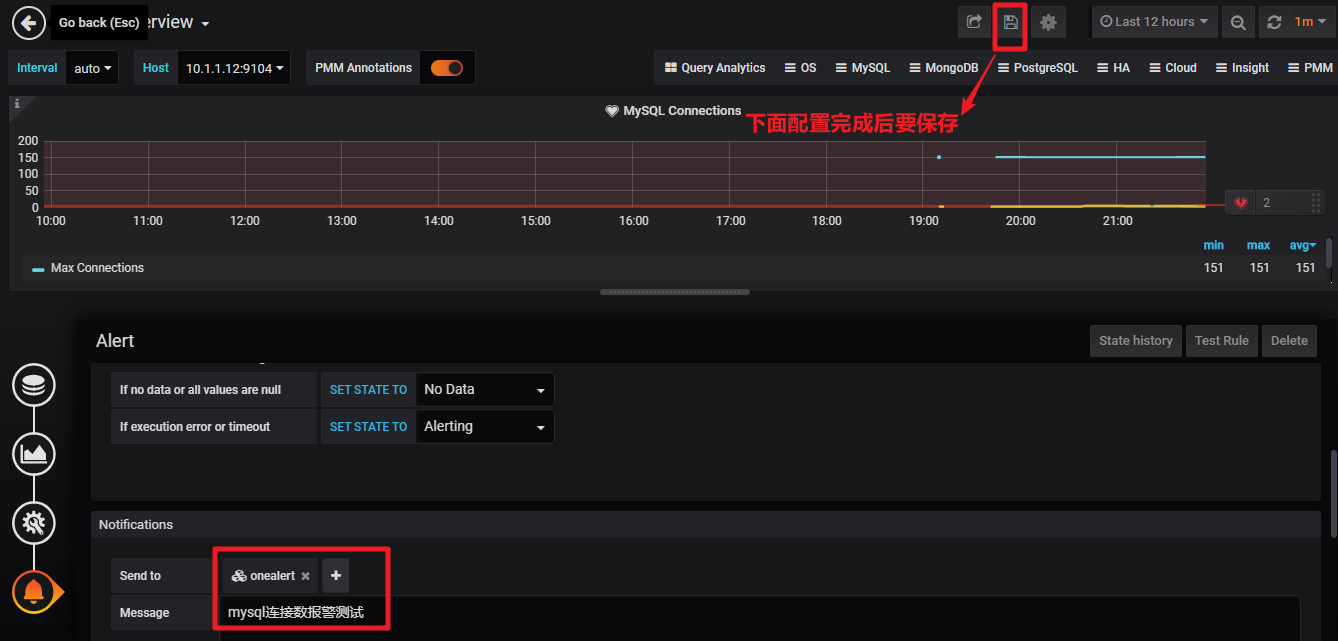 Go back (Esc) erview
Last 12 hours
1m
Interval auto
Host 10.1.1.12:9104
PMM Annotations
Query Analytics
OS
MySQL
MongoDB
PostgreSQL
HA
Cloud
Insight
PMM
i
MySQL Connections
下面配置完成后要保存
200
150
100
50
0
10:00 11:00 12:00 13:00 14:00 15:00 16:00 17:00 18:00 19:00 20:00 21:00
2
min max avg
Max Connections 151 151 151
Alert
State history Test Rule Delete
If no data or all values are null SET STATE TO No Data
If execution error or timeout SET STATE TO Alerting
Notifications
Send to onealert × +
Message mysql连接数报警测试